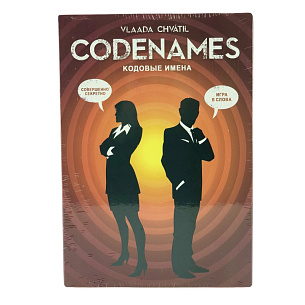 VLAADA CHVÁTIL
CODENAMES
КОДОВЫЕ ИМЕНА
СОВЕРШЕННО
СЕКРЕТНО
ИГРА
В СЛОВА